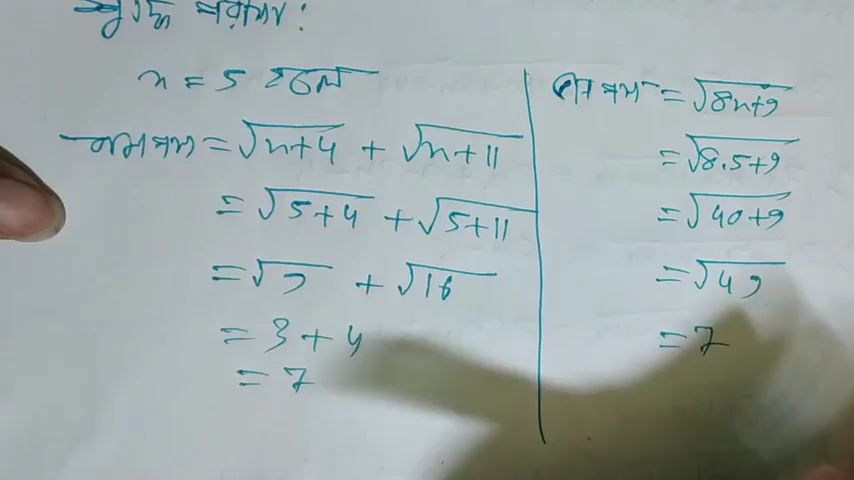 শুদ্ধি পরীক্ষা:
x = 5 হলে
বামপক্ষ = √(x+4) + √(x+11)
= √(5+4) + √(5+11)
= √9 + √16
= 3 + 4
= 7
ডানপক্ষ = √(8x+9)
= √(8.5+9)
= √(40+9)
= √49
= 7